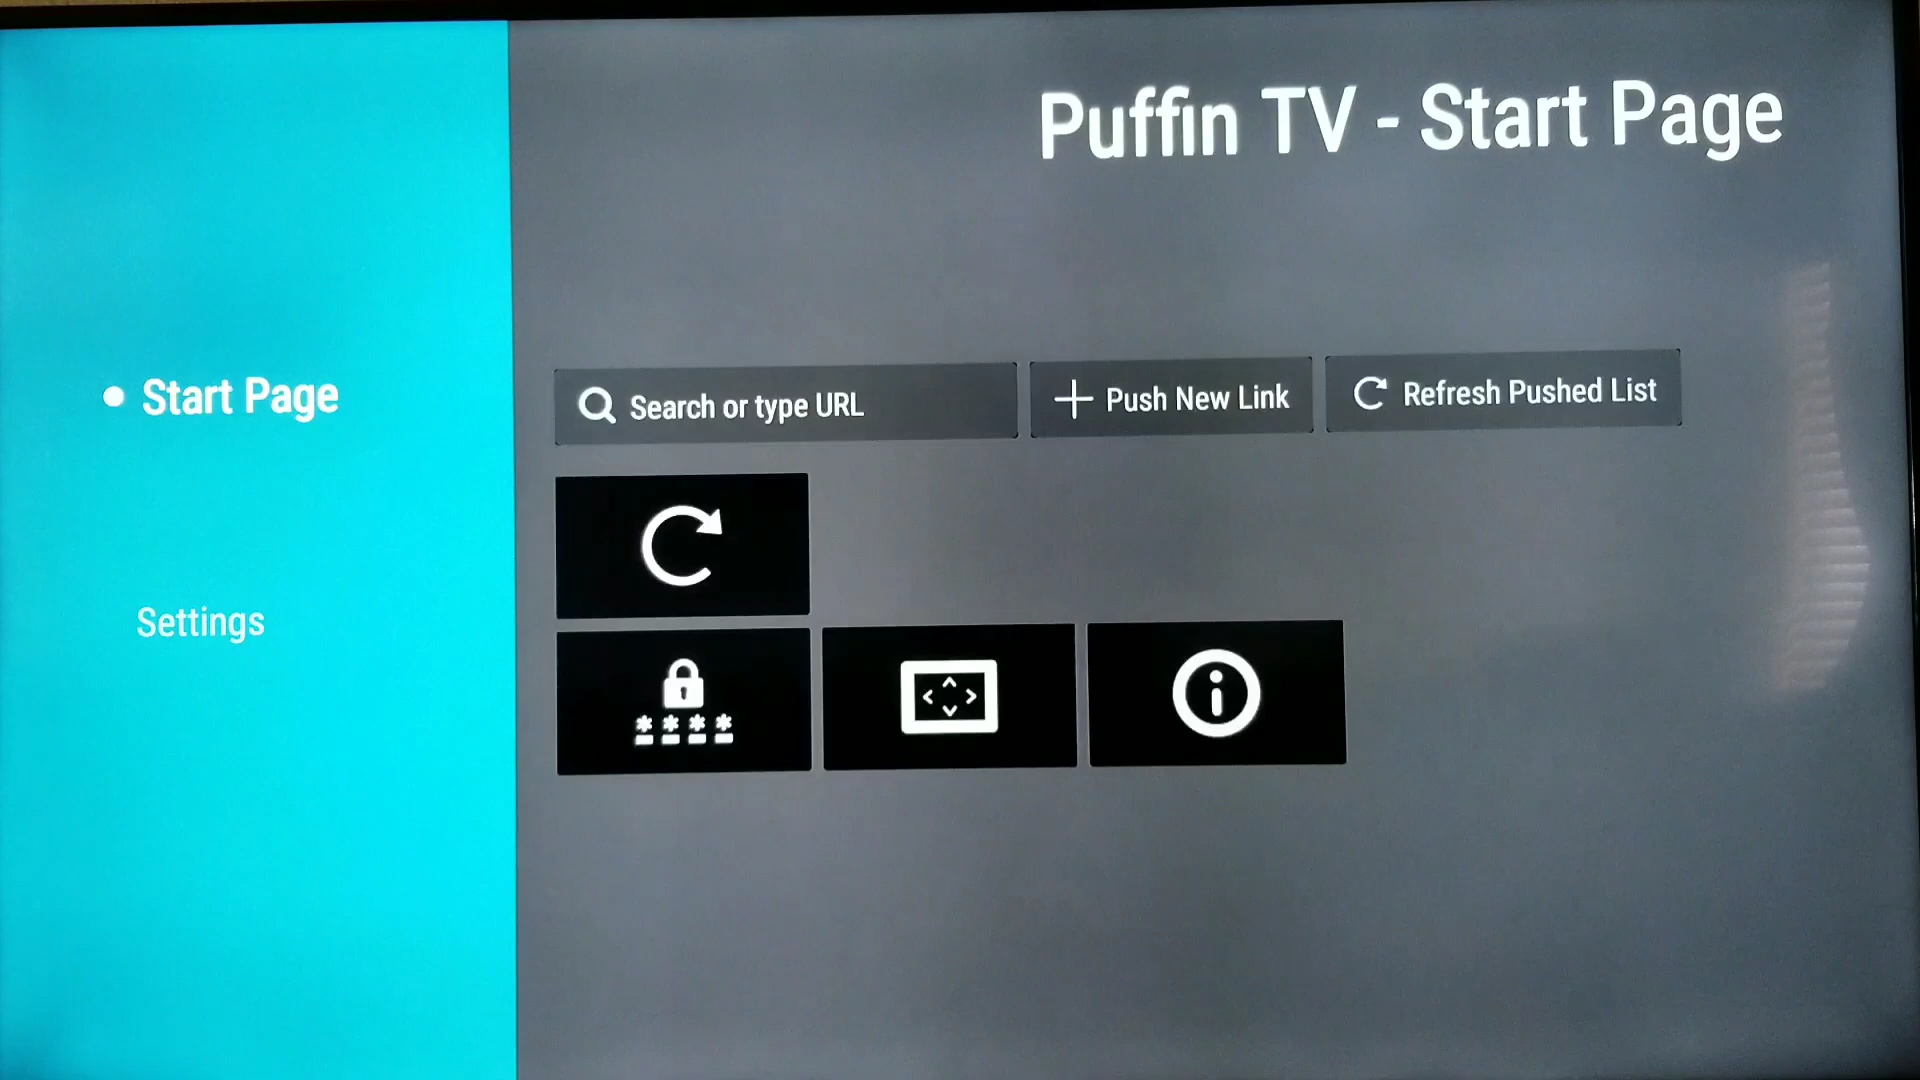 Puffin TV - Start Page
Start Page
Search or type URL
Push New Link
Refresh Pushed List
Settings